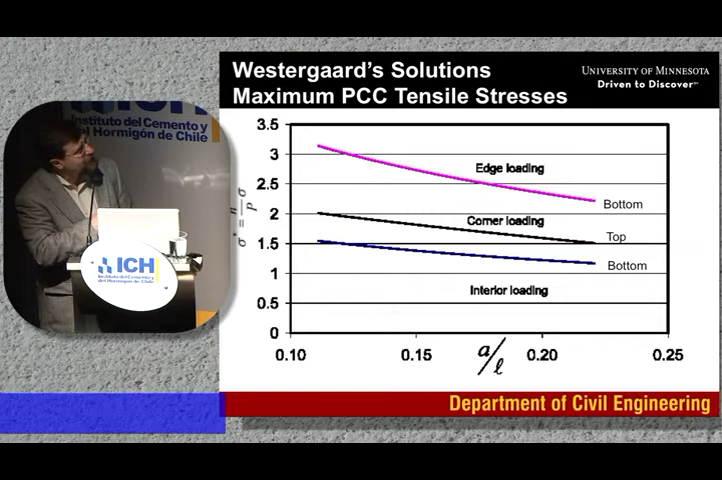 Westergaard's Solutions
Maximum PCC Tensile Stresses
UNIVERSITY OF MINNESOTA
Driven to Discover℠
ICH
Instituto del Cemento y
del Hormigón de Chile
ICH
Instituto del Cemento y
del Hormigón de Chile
3.5
3
2.5
2
1.5
1
0.5
0
0.10
0.15
0.20
0.25
a/ℓ
Edge loading
Bottom
Corner loading
Top
Bottom
Interior loading
Department of Civil Engineering